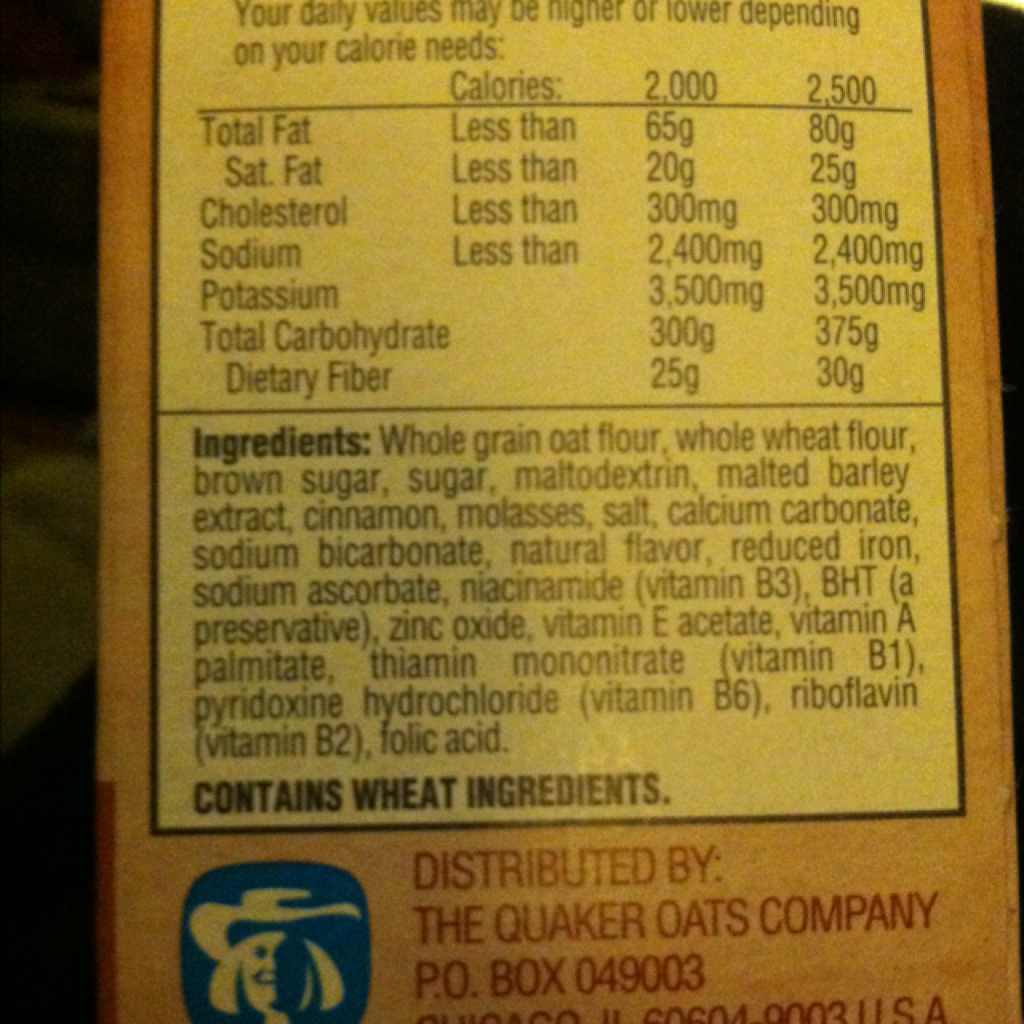 Your daily values may be higher or lower depending
on your calorie needs:
Calories: 2,000 2,500
Total Fat Less than 65g 80g
Sat. Fat Less than 20g 25g
Cholesterol Less than 300mg 300mg
Sodium Less than 2,400mg 2,400mg
Potassium 3,500mg 3,500mg
Total Carbohydrate 300g 375g
Dietary Fiber 25g 30g
Ingredients: Whole grain oat flour, whole wheat flour,
brown sugar, sugar, maltodextrin, malted barley
extract, cinnamon, molasses, salt, calcium carbonate,
sodium bicarbonate, natural flavor, reduced iron,
sodium ascorbate, niacinamide (vitamin B3), BHT (a
preservative), zinc oxide, vitamin E acetate, vitamin A
palmitate, thiamin mononitrate (vitamin B1),
pyridoxine hydrochloride (vitamin B6), riboflavin
(vitamin B2), folic acid.
CONTAINS WHEAT INGREDIENTS.
DISTRIBUTED BY:
THE QUAKER OATS COMPANY
P.O. BOX 049003
CHICAGO, IL 60604-9003 U.S.A.